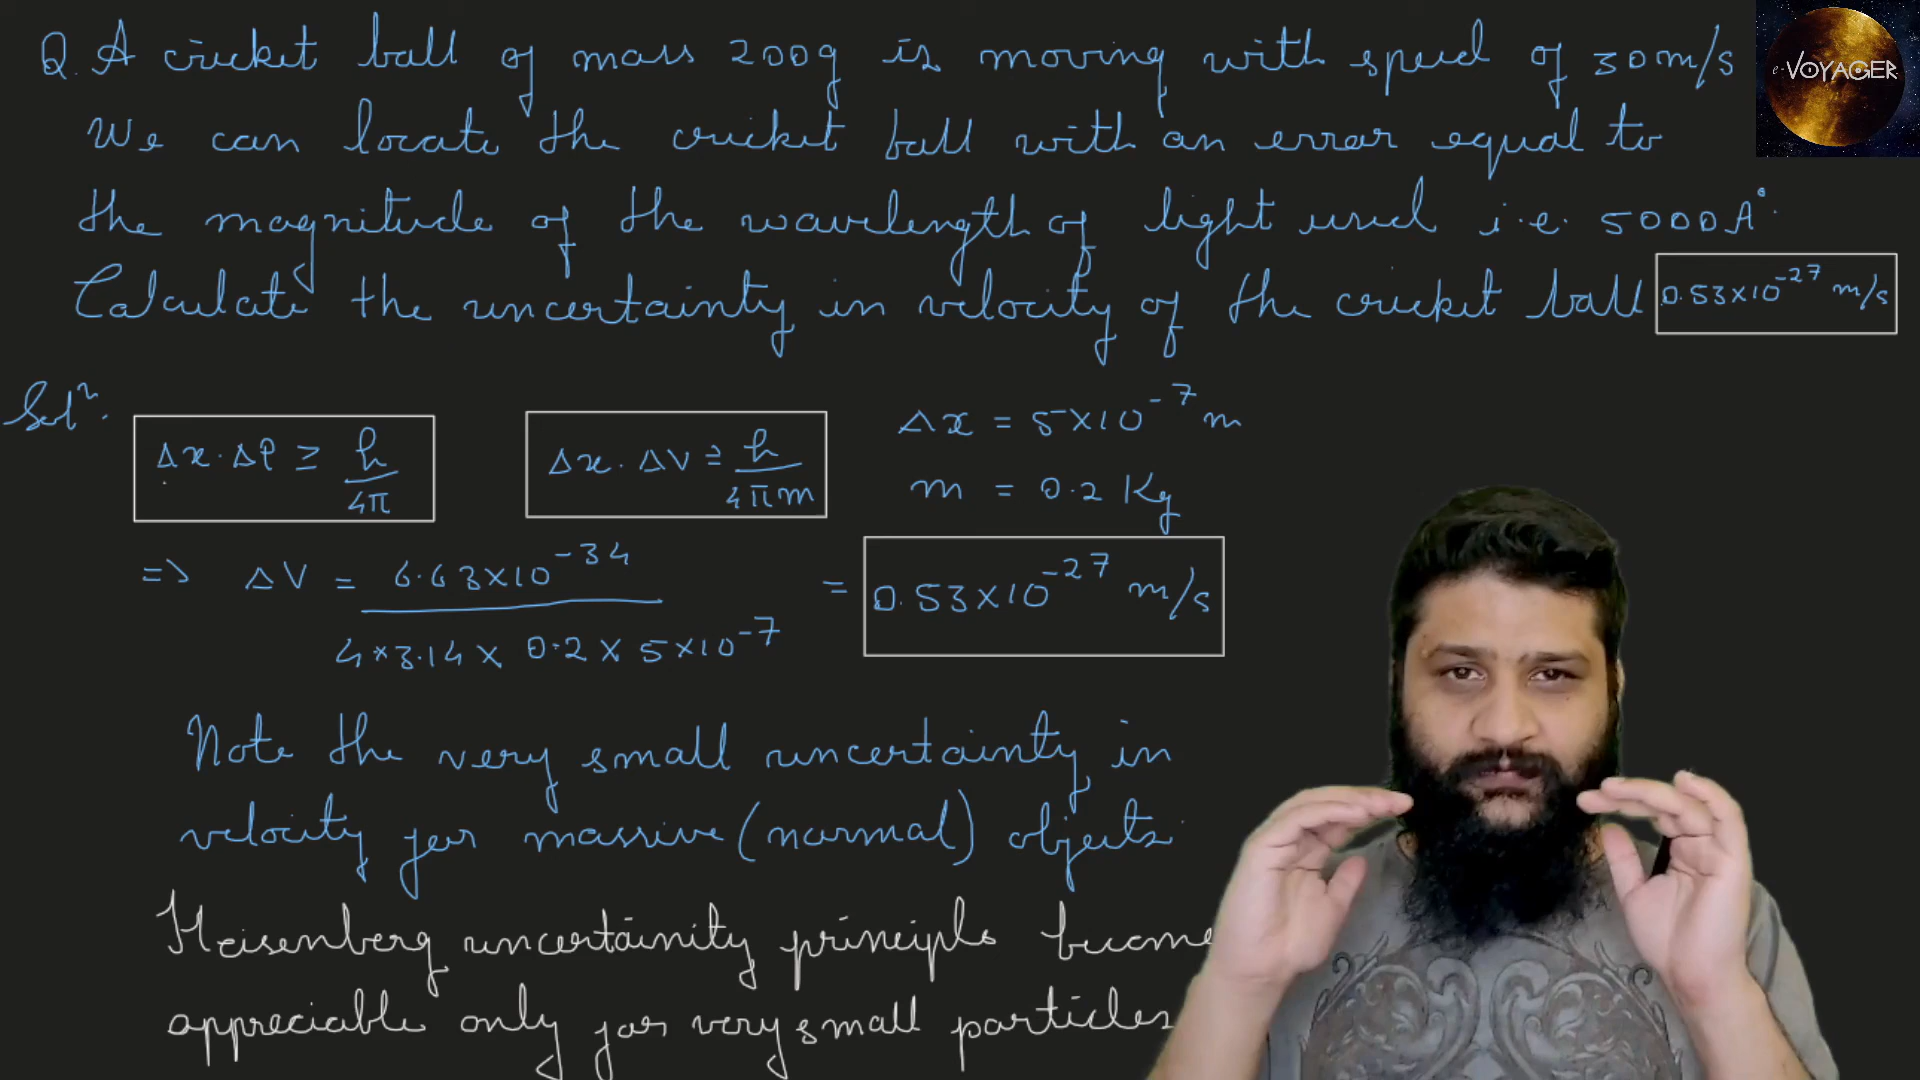 Q. A cricket ball of mass 200g is moving with speed of 30m/s
We can locate the cricket ball with an error equal to
the magnitude of the wavelength of light used i.e. 5000A°.
Calculate the uncertainty in velocity of the cricket ball 0.53×10⁻²⁷ m/s
e-VOYAGER
Solⁿ.
Δx.ΔP ≥ h/4π
Δx.ΔV ≥ h/4πm
Δx = 5×10⁻⁷ m
m = 0.2 Kg
=> ΔV = 6.63×10⁻³⁴ / 4×3.14× 0.2× 5×10⁻⁷ = 0.53×10⁻²⁷ m/s
Note the very small uncertainty in
velocity for massive (normal) objects.
Heisenberg uncertainity principle become
appreciable only for very small particles